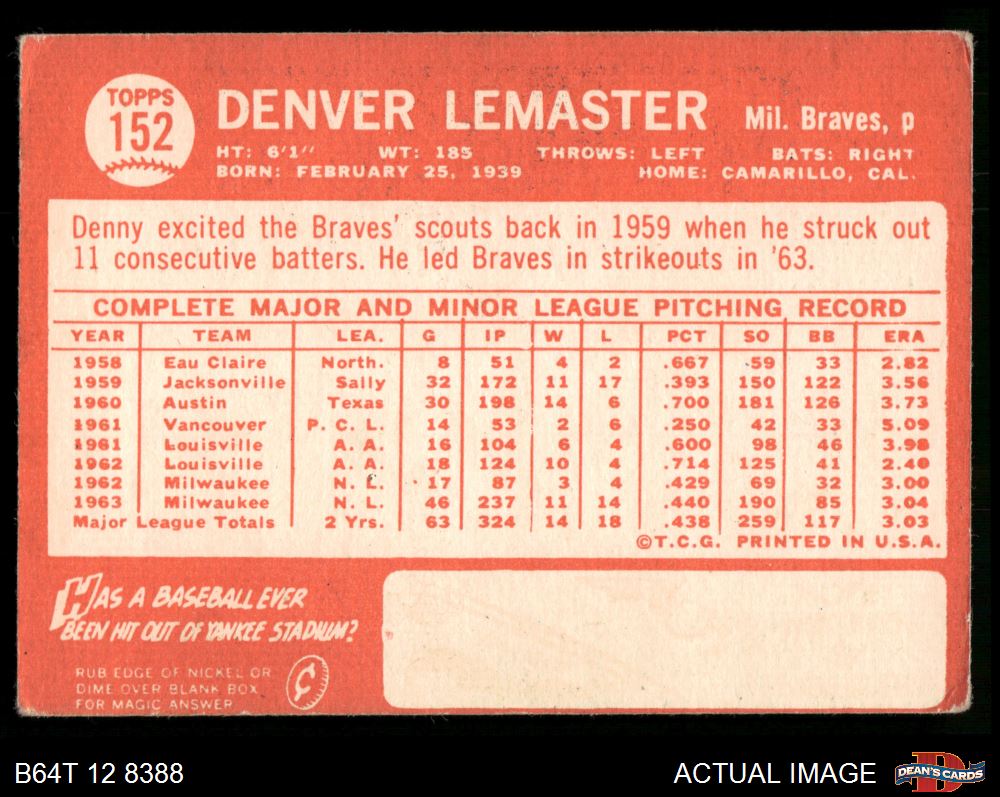 TOPPS
152
DENVER LEMASTER Mil. Braves, p
HT: 6'1" WT: 185 THROWS: LEFT BATS: RIGHT
BORN: FEBRUARY 25, 1939 HOME: CAMARILLO, CAL.
Denny excited the Braves' scouts back in 1959 when he struck out
11 consecutive batters. He led Braves in strikeouts in '63.
COMPLETE MAJOR AND MINOR LEAGUE PITCHING RECORD
YEAR TEAM LEA. G IP W L PCT SO BB ERA
1958 Eau Claire North. 8 51 4 2 .667 59 33 2.82
1959 Jacksonville Sally 32 172 11 17 .393 150 122 3.56
1960 Austin Texas 30 198 14 6 .700 181 126 3.73
1961 Vancouver P. C. L. 14 53 2 6 .250 42 33 5.09
1961 Louisville A. A. 16 104 6 4 .600 98 46 3.98
1962 Louisville A. A. 18 124 10 4 .714 125 41 2.40
1962 Milwaukee N. L. 17 87 3 4 .429 69 32 3.00
1963 Milwaukee N. L. 46 237 11 14 .440 190 85 3.04
Major League Totals 2 Yrs. 63 324 14 18 .438 259 117 3.03
©T.C.G. PRINTED IN U.S.A.
HAS A BASEBALL EVER
BEEN HIT OUT OF YANKEE STADIUM?
RUB EDGE OF NICKEL OR
DIME OVER BLANK BOX
FOR MAGIC ANSWER
¢
B64T 12 8388 ACTUAL IMAGE
D
DEAN'S CARDS